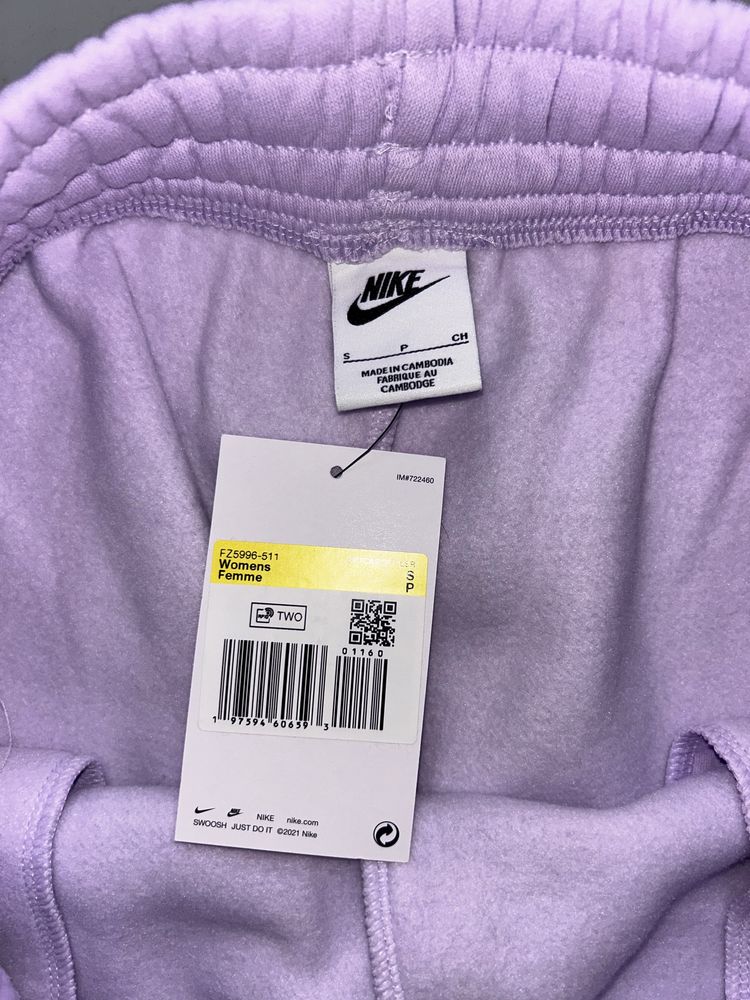 NIKE
S P CH
MADE IN CAMBODIA
FABRIQUE AU
CAMBODGE
IM#722460
FZ5996-511
Womens
Femme
S
P
RFID TWO
01160
1 97594 60659 3
NIKE nike.com
SWOOSH JUST DO IT ©2021 Nike